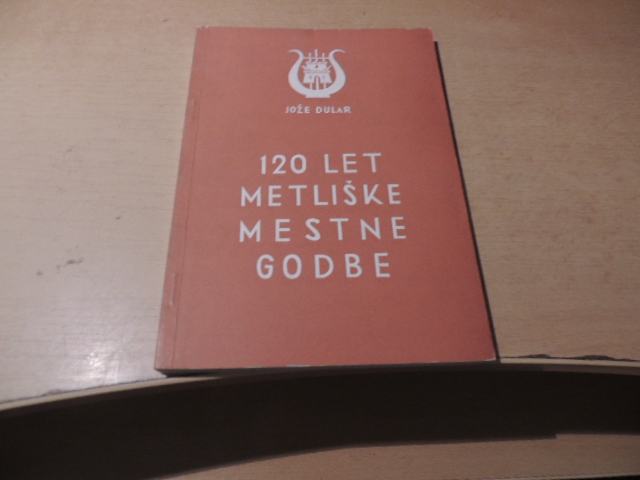 JOŽE DULAR
120 LET
METLIŠKE
MESTNE
GODBE